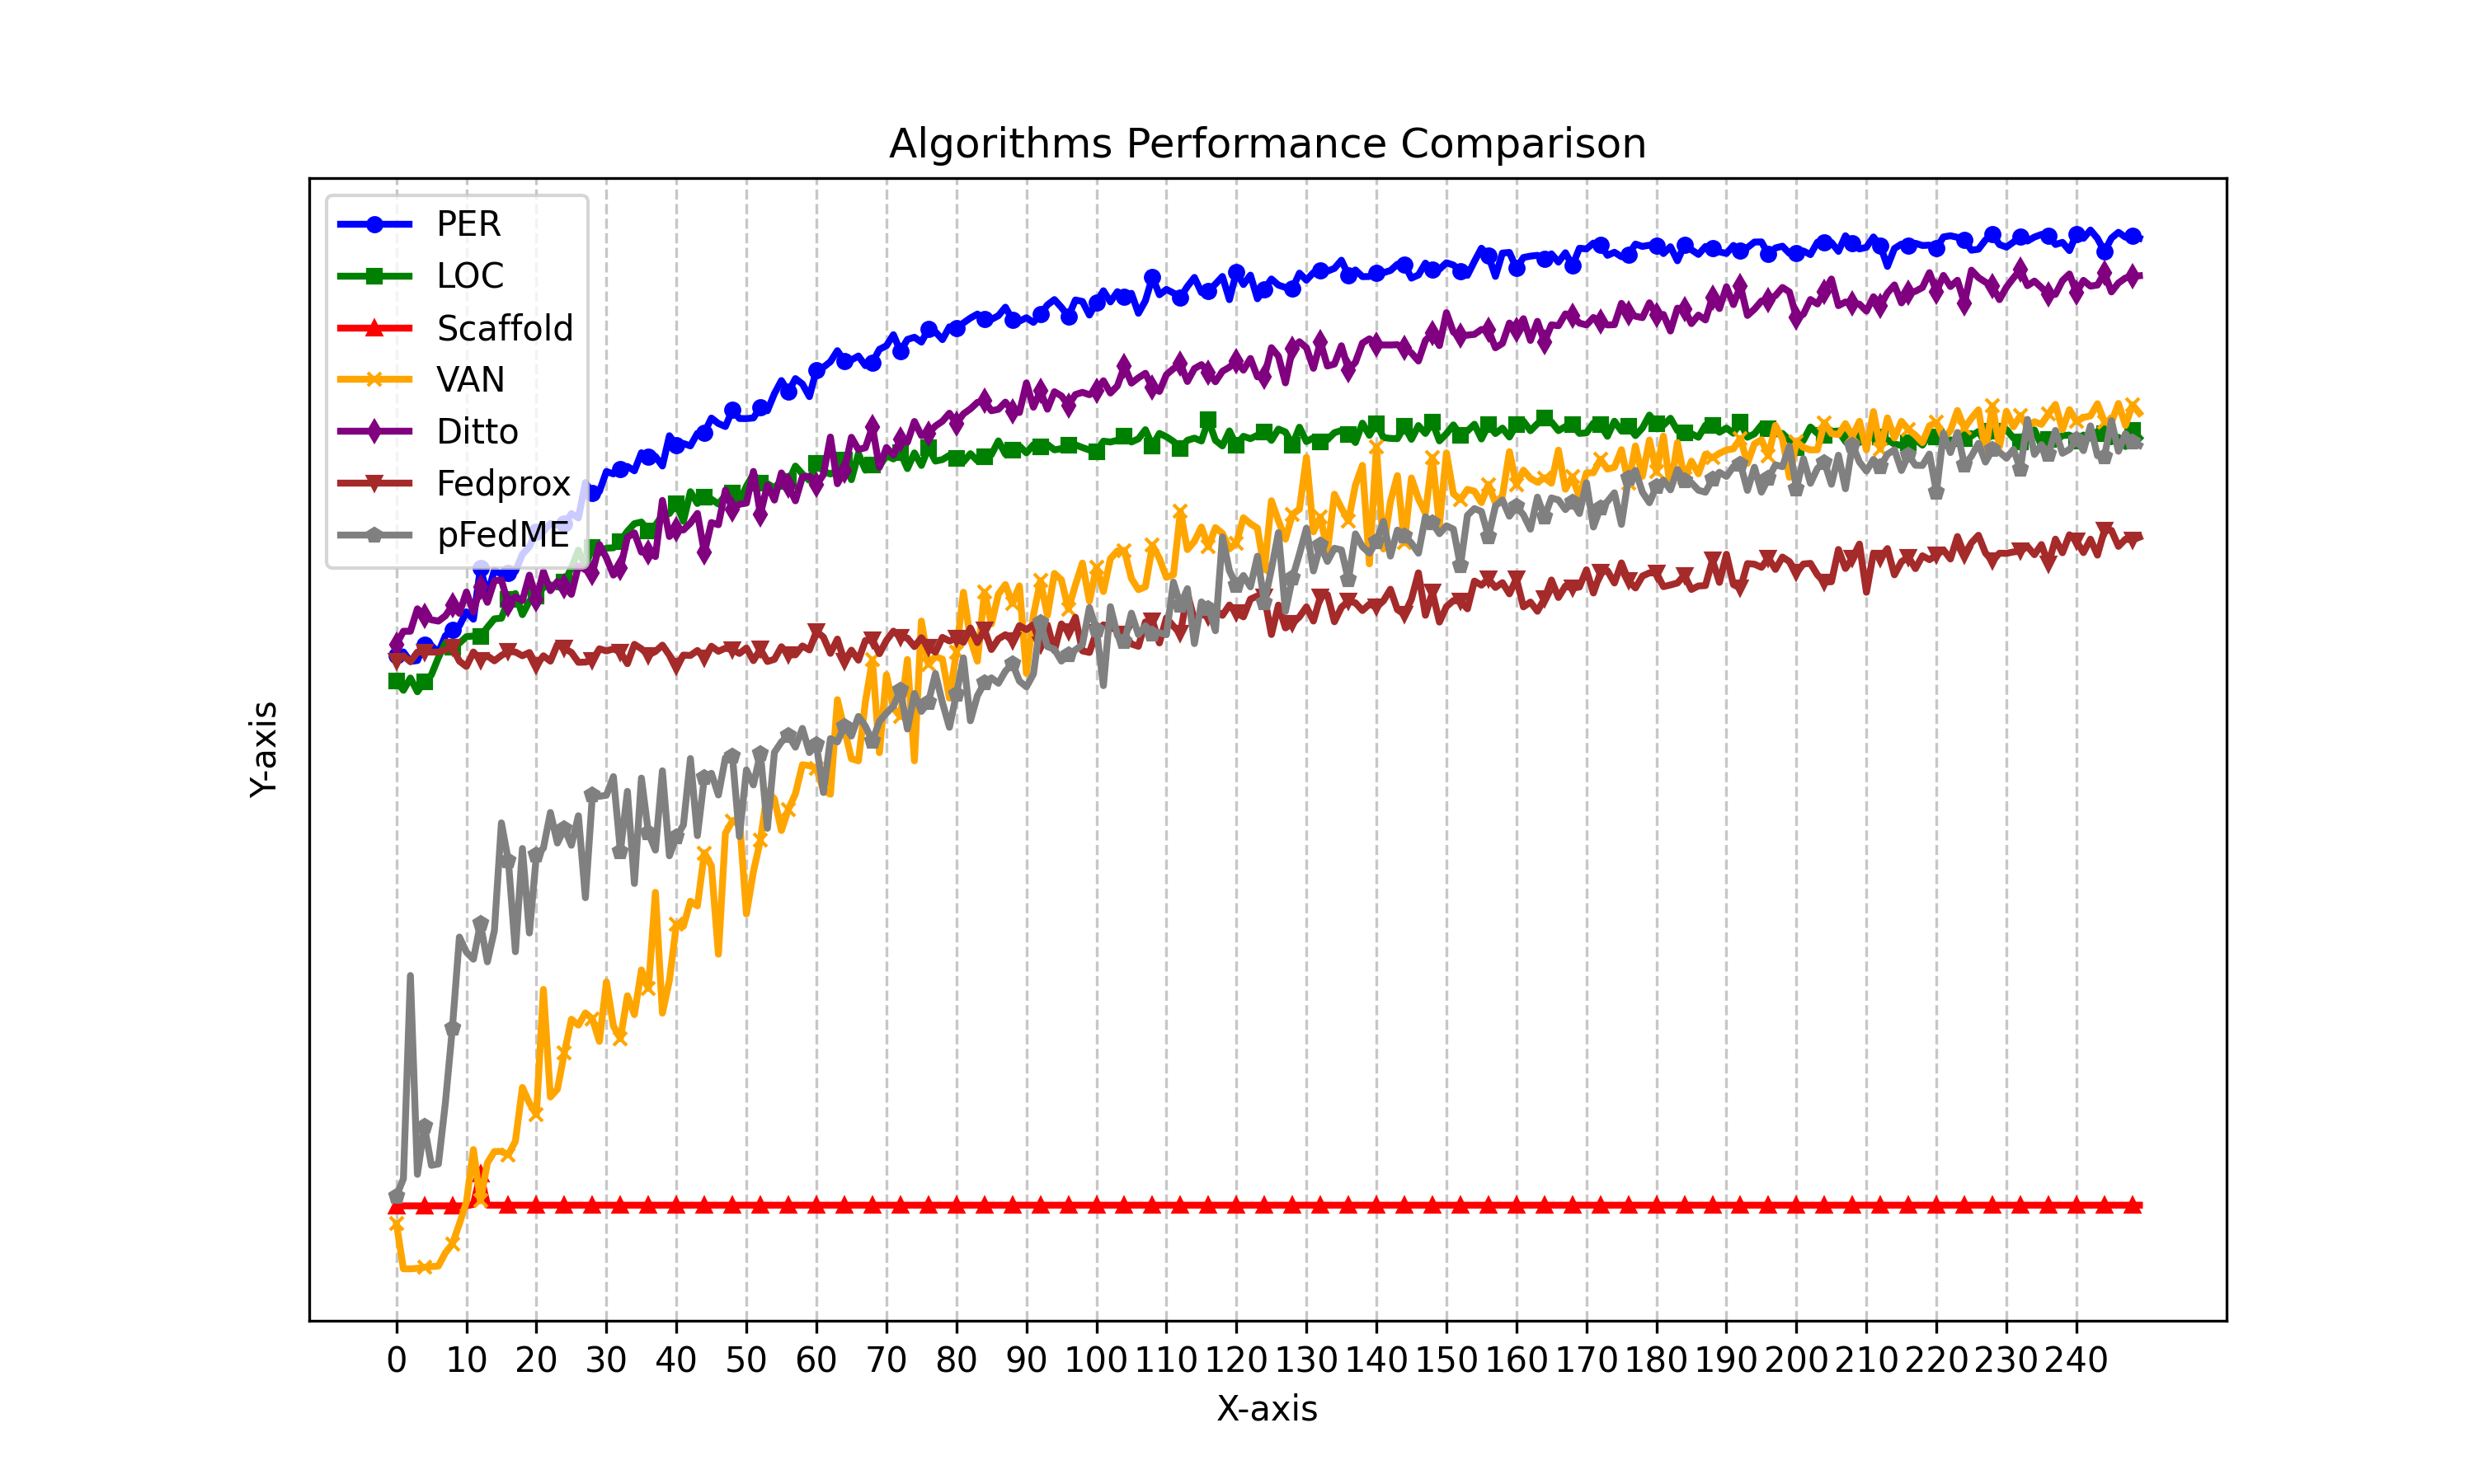 Algorithms Performance Comparison
PER
LOC
Scaffold
VAN
Ditto
Fedprox
pFedME
Y-axis
0 10 20 30 40 50 60 70 80 90 100 110 120 130 140 150 160 170 180 190 200 210 220 230 240
X-axis